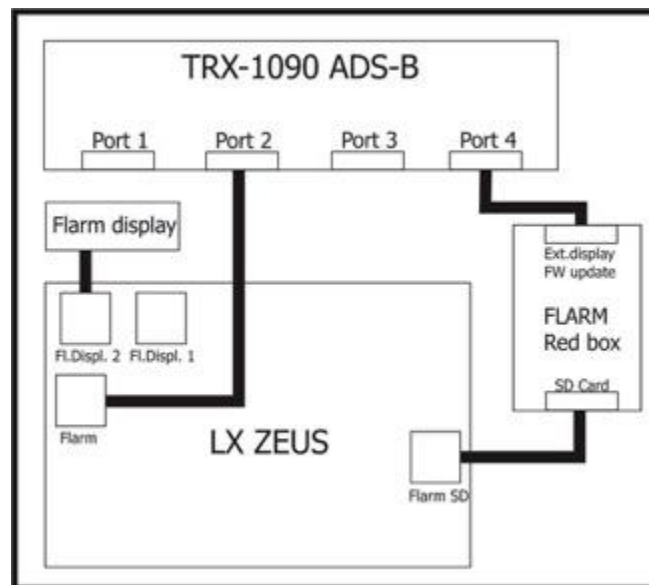 TRX-1090 ADS-B
Port 1
Port 2
Port 3
Port 4
Flarm display
Ext.display
FW update
FLARM
Red box
SD Card
Fl.Displ. 2
Fl.Displ. 1
Flarm
LX ZEUS
Flarm SD